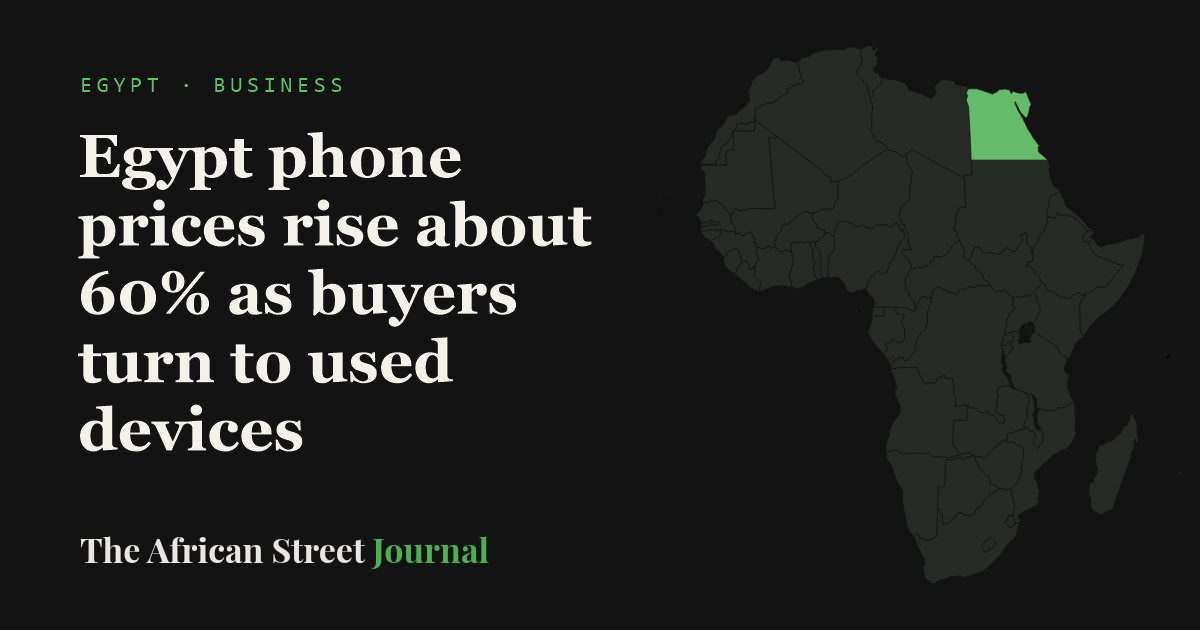 EGYPT · BUSINESS
Egypt phone
prices rise about
60% as buyers
turn to used
devices
The African Street Journal